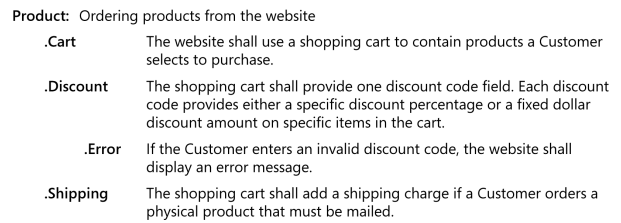 Product: Ordering products from the website
.Cart The website shall use a shopping cart to contain products a Customer
selects to purchase.
.Discount The shopping cart shall provide one discount code field. Each discount
code provides either a specific discount percentage or a fixed dollar
discount amount on specific items in the cart.
.Error If the Customer enters an invalid discount code, the website shall
display an error message.
.Shipping The shopping cart shall add a shipping charge if a Customer orders a
physical product that must be mailed.